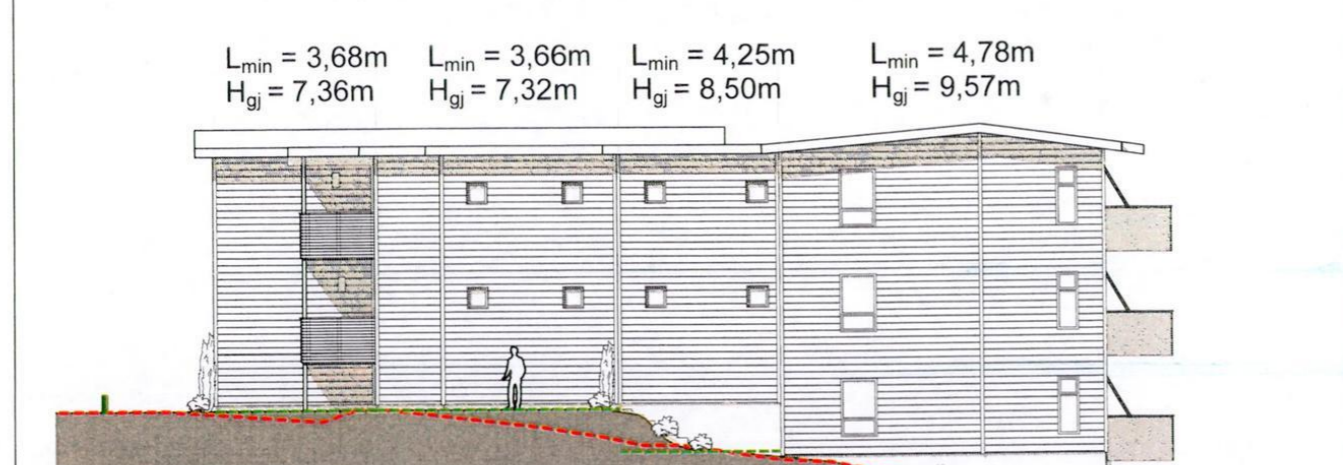 Lmin = 3,68m
Hgj = 7,36m
Lmin = 3,66m
Hgj = 7,32m
Lmin = 4,25m
Hgj = 8,50m
Lmin = 4,78m
Hgj = 9,57m